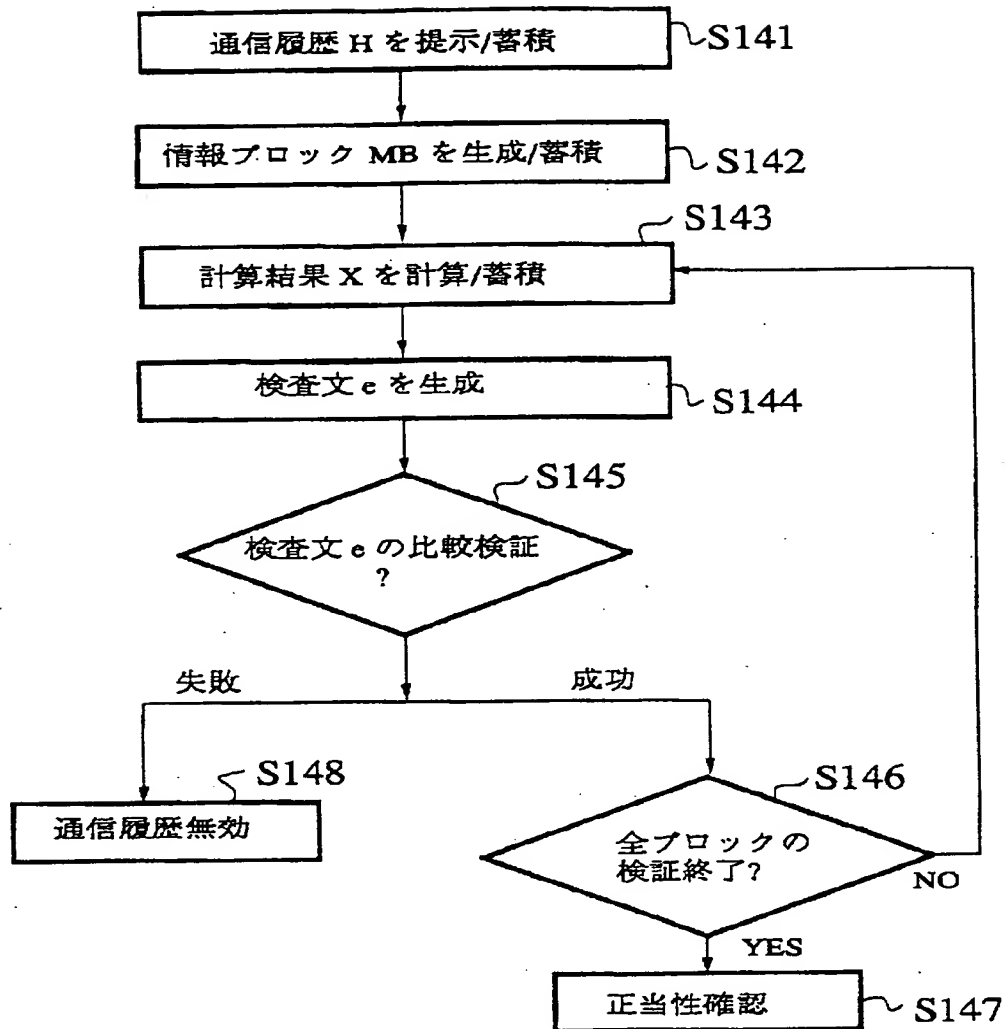 通信履歴 H を提示/蓄積
S141
情報ブロック MB を生成/蓄積
S142
S143
計算結果 X を計算/蓄積
検査文 e を生成
S144
S145
検査文 e の比較検証
?
失敗
成功
S148
通信履歴無効
S146
全ブロックの
検証終了?
NO
YES
正当性確認
S147